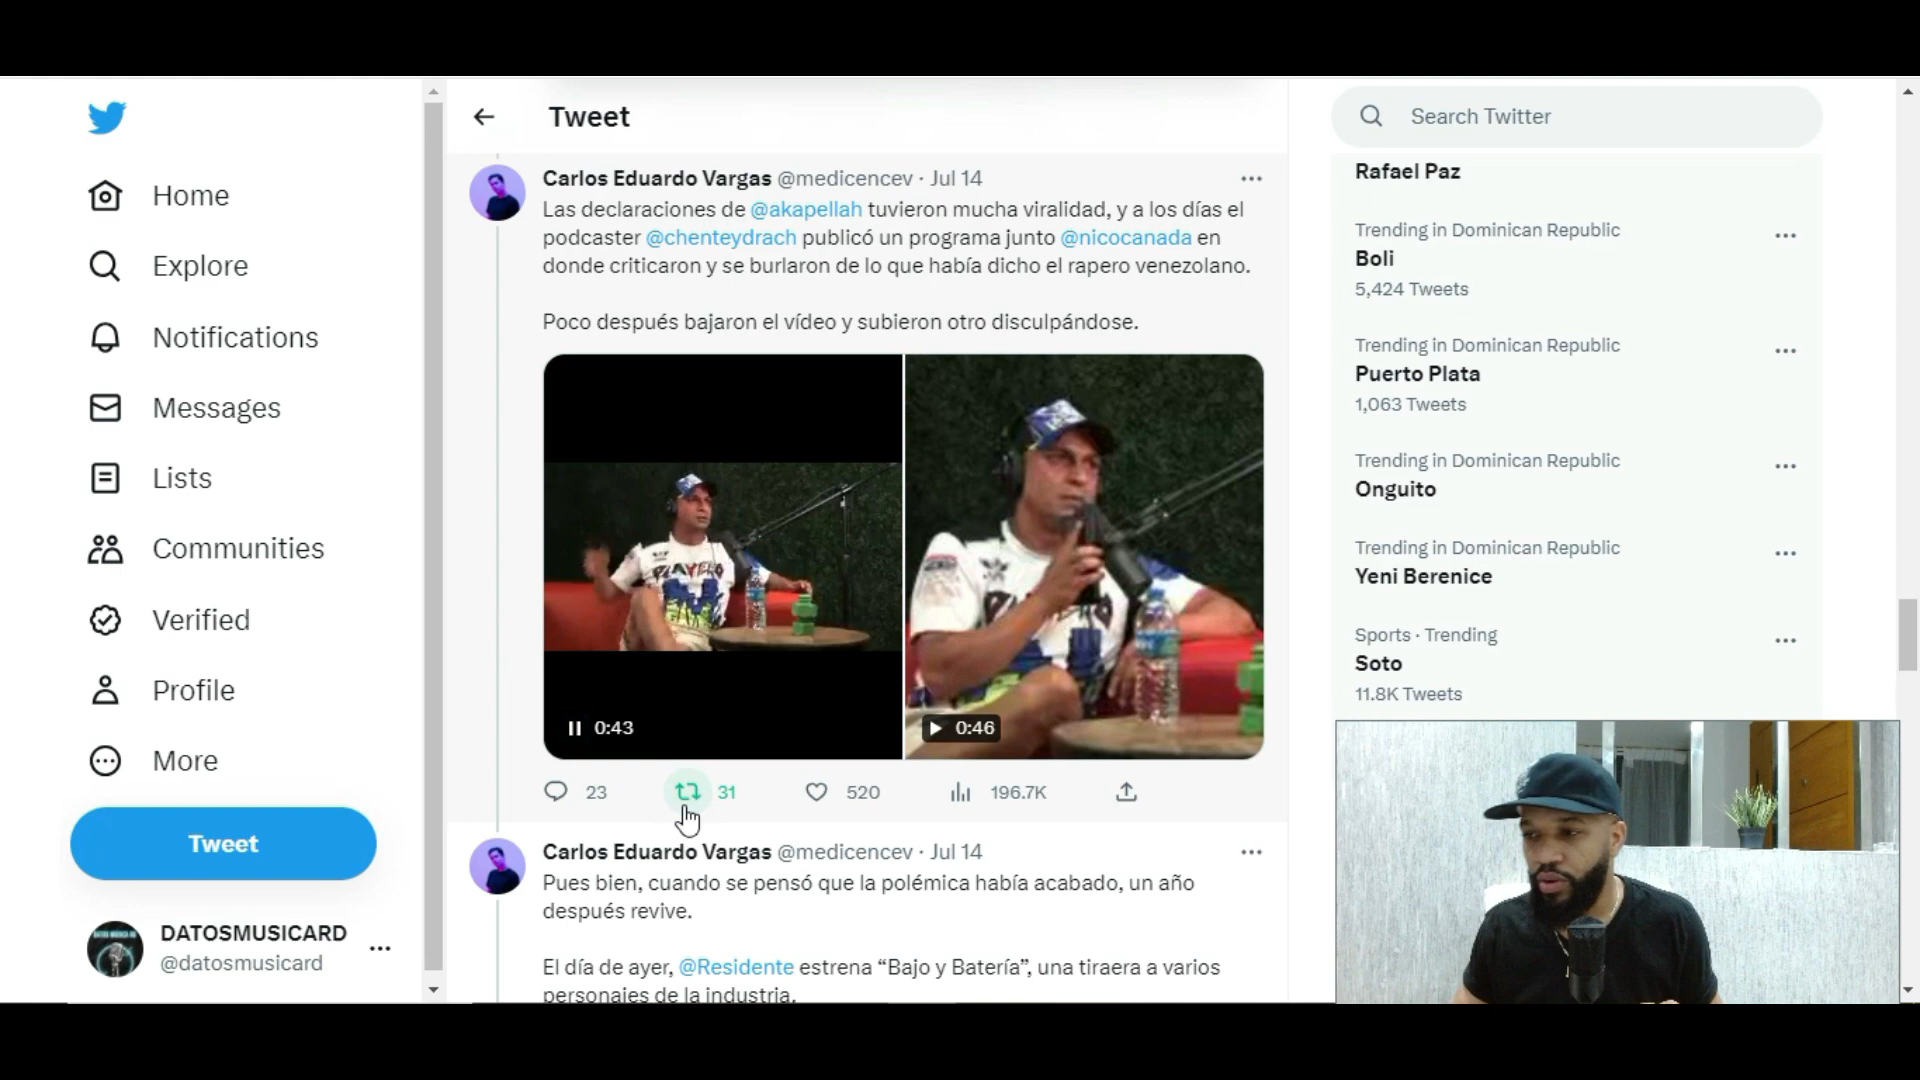 Home
Explore
Notifications
Messages
Lists
Communities
Verified
Profile
More
Tweet
DATOSMUSICARD
@datosmusicard
Tweet
Carlos Eduardo Vargas @medicencev · Jul 14
Las declaraciones de @akapellah tuvieron mucha viralidad, y a los días el
podcaster @chenteydrach publicó un programa junto @nicocanada en
donde criticaron y se burlaron de lo que había dicho el rapero venezolano.
Poco después bajaron el vídeo y subieron otro disculpándose.
0:43
0:46
23 31 520 196.7K
Carlos Eduardo Vargas @medicencev · Jul 14
Pues bien, cuando se pensó que la polémica había acabado, un año
después revive.
El día de ayer, @Residente estrena “Bajo y Batería”, una tiraera a varios
personajes de la industria.
Search Twitter
Rafael Paz
Trending in Dominican Republic
Boli
5,424 Tweets
Trending in Dominican Republic
Puerto Plata
1,063 Tweets
Trending in Dominican Republic
Onguito
Trending in Dominican Republic
Yeni Berenice
Sports · Trending
Soto
11.8K Tweets